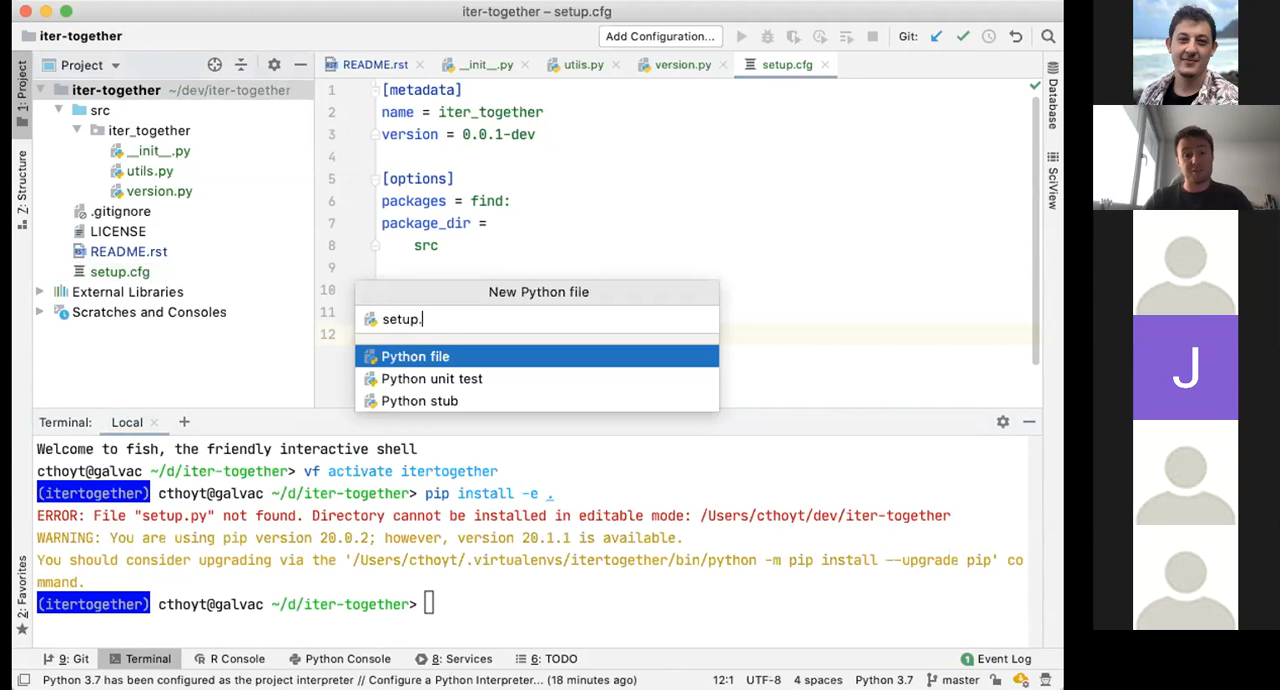 iter-together – setup.cfg
iter-together
Add Configuration...
Git:
Project
README.rst
__init__.py
utils.py
version.py
setup.cfg
1: Project
Z: Structure
2: Favorites
iter-together ~/dev/iter-together
src
iter_together
__init__.py
utils.py
version.py
.gitignore
LICENSE
README.rst
setup.cfg
External Libraries
Scratches and Consoles
1 [metadata]
2 name = iter_together
3 version = 0.0.1-dev
4
5 [options]
6 packages = find:
7 package_dir =
8 src
9
10
11
12
New Python file
setup.
Python file
Python unit test
Python stub
Database
SciView
J
Terminal: Local
Welcome to fish, the friendly interactive shell
cthoyt@galvac ~/d/iter-together> vf activate itertogether
(itertogether) cthoyt@galvac ~/d/iter-together> pip install -e .
ERROR: File "setup.py" not found. Directory cannot be installed in editable mode: /Users/cthoyt/dev/iter-together
WARNING: You are using pip version 20.0.2; however, version 20.1.1 is available.
You should consider upgrading via the '/Users/cthoyt/.virtualenvs/itertogether/bin/python -m pip install --upgrade pip' co
mmand.
(itertogether) cthoyt@galvac ~/d/iter-together>
9: Git
Terminal
R Console
Python Console
8: Services
6: TODO
1 Event Log
Python 3.7 has been configured as the project interpreter // Configure a Python Interpreter... (18 minutes ago)
12:1 UTF-8 4 spaces Python 3.7 master